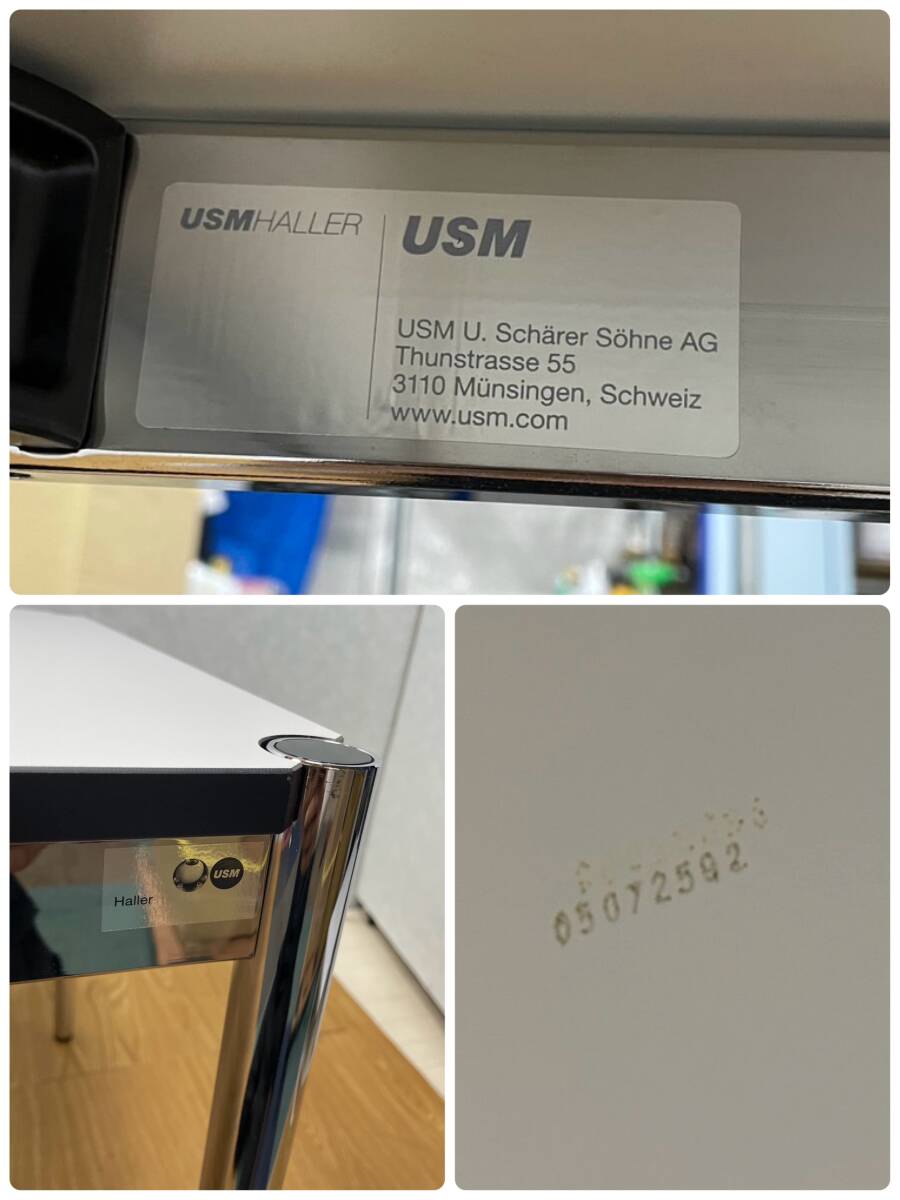 USMHALLER
USM
USM U. Schärer Söhne AG
Thunstrasse 55
3110 Münsingen, Schweiz
www.usm.com
Haller
USM
05072592